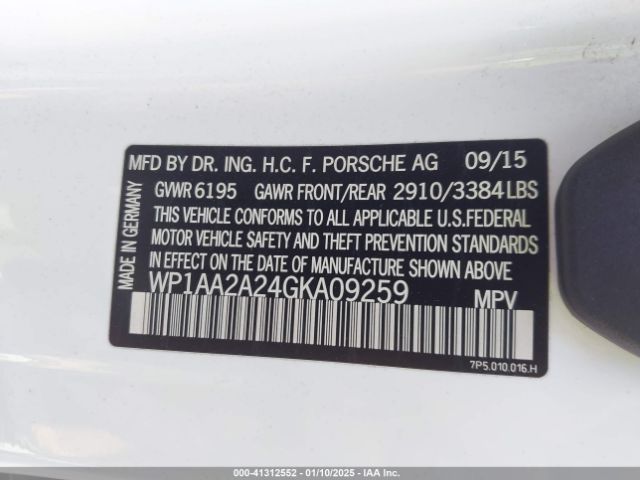 MFD BY DR. ING. H.C. F. PORSCHE AG 09/15
GVWR 6195 GAWR FRONT/REAR 2910/3384 LBS
THIS VEHICLE CONFORMS TO ALL APPLICABLE U.S.FEDERAL
MOTOR VEHICLE SAFETY AND THEFT PREVENTION STANDARDS
IN EFFECT ON THE DATE OF MANUFACTURE SHOWN ABOVE
WP1AA2A24GKA09259 MPV
MADE IN GERMANY
7P5.010.016.H
000-41312552 - 01/10/2025 - IAA Inc.